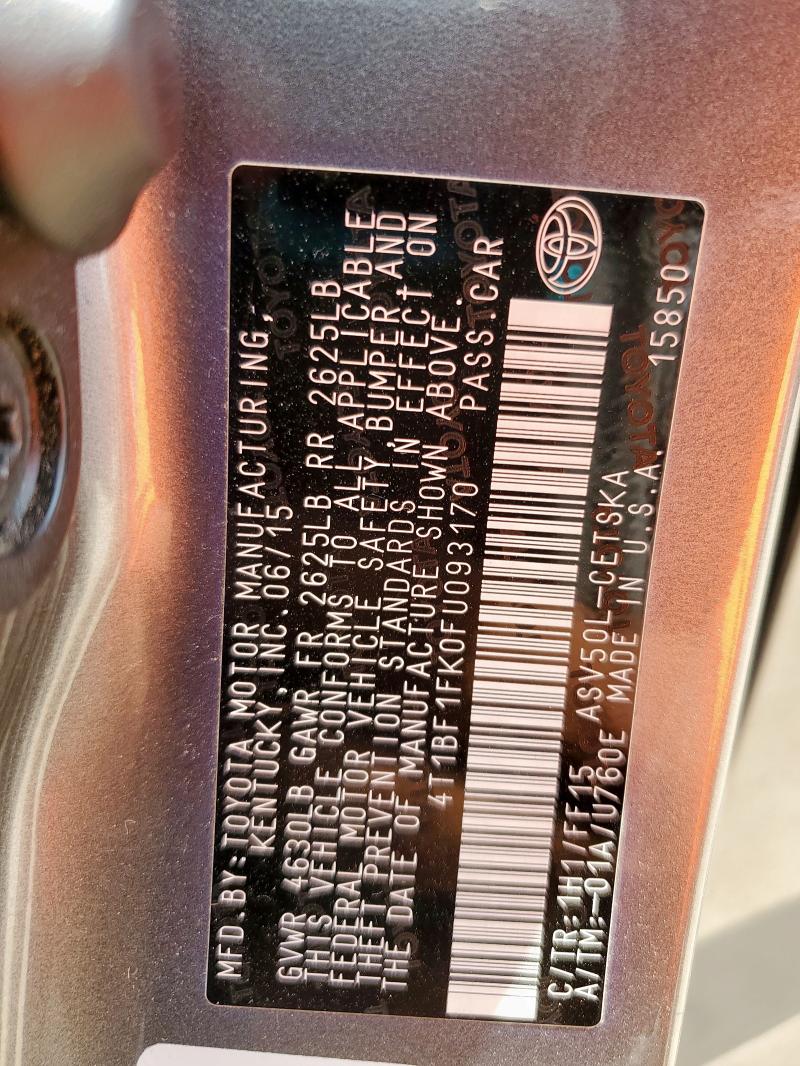 MFD.BY:TOYOTA MOTOR MANUFACTURING,
KENTUCKY, INC. 06/15
GVWR 4630LB GAWR FR 2625LB RR 2625LB
THIS VEHICLE CONFORMS TO ALL APPLICABLE
FEDERAL MOTOR VEHICLE SAFETY, BUMPER AND
THEFT PREVENTION STANDARDS IN EFFECT ON
THE DATE OF MANUFACTURE SHOWN ABOVE.
4T1BF1FK0FU093170 PASS.CAR
C/TR:1H1/FF15 ASV50L-CETSKA
A/TM:-01A/U760E MADE IN U.S.A. 15850